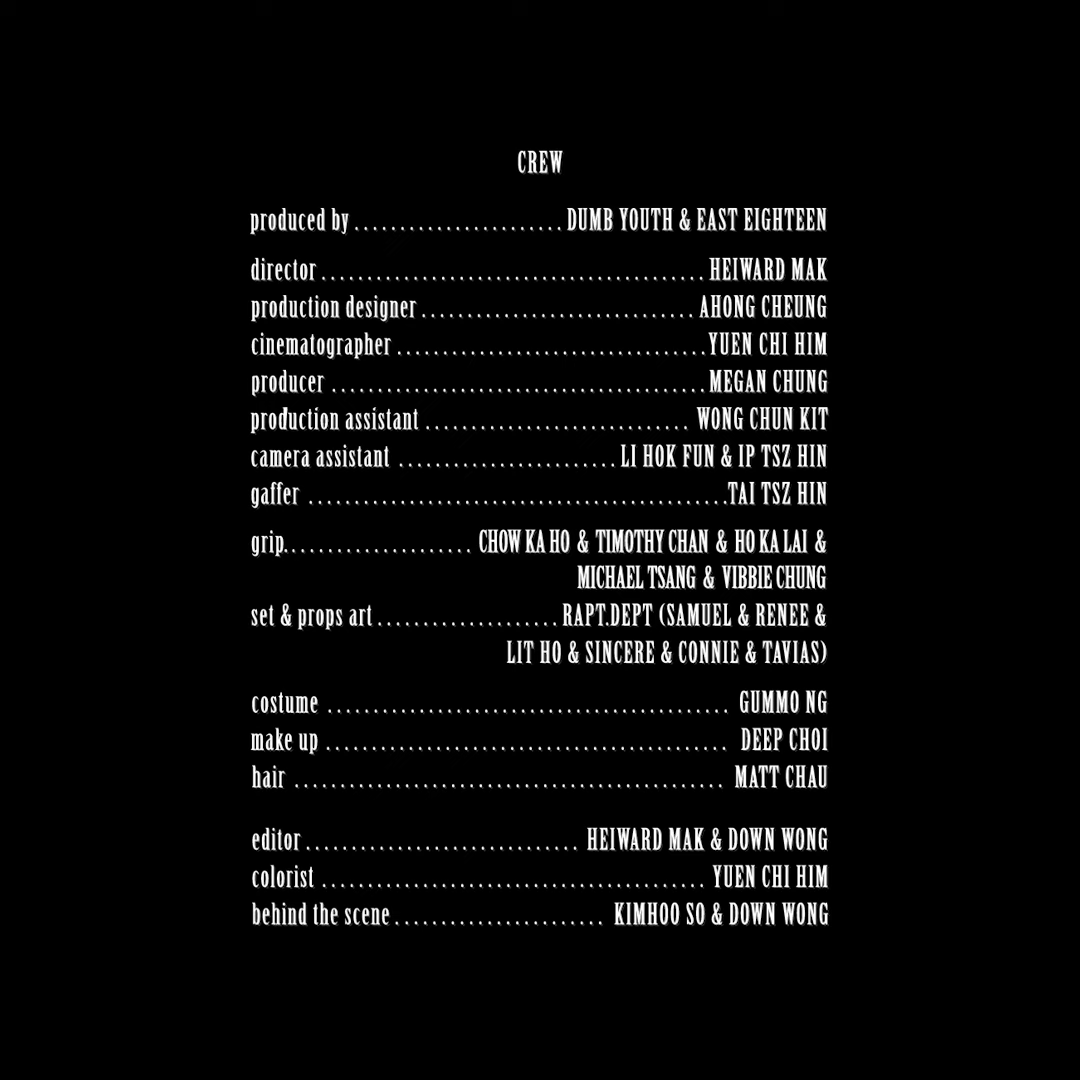 CREW
produced by ....................... DUMB YOUTH & EAST EIGHTEEN
director .......................................... HEIWARD MAK
production designer .............................. AHONG CHEUNG
cinematographer .................................. YUEN CHI HIM
producer ......................................... MEGAN CHUNG
production assistant ............................. WONG CHUN KIT
camera assistant ........................ LI HOK FUN & IP TSZ HIN
gaffer .............................................. TAI TSZ HIN
grip..................... CHOW KA HO & TIMOTHY CHAN & HO KA LAI &
MICHAEL TSANG & VIBBIE CHUNG
set & props art .................... RAPT.DEPT (SAMUEL & RENEE &
LIT HO & SINCERE & CONNIE & TAVIAS)
costume ............................................ GUMMO NG
make up ............................................ DEEP CHOI
hair ............................................... MATT CHAU
editor .............................. HEIWARD MAK & DOWN WONG
colorist .......................................... YUEN CHI HIM
behind the scene ....................... KIMHOO SO & DOWN WONG